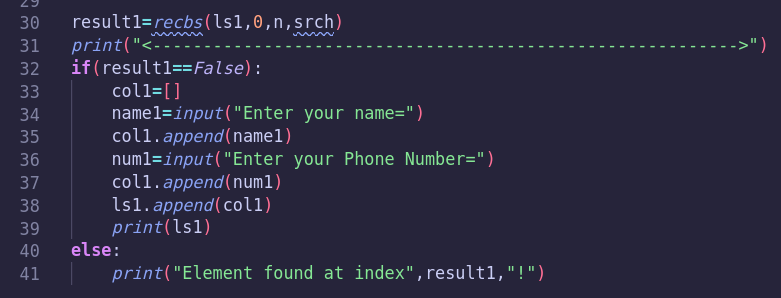 29
30 result1=recbs(ls1,0,n,srch)
31 print("<---------------------------------------------------------->")
32 if(result1==False):
33 col1=[]
34 name1=input("Enter your name=")
35 col1.append(name1)
36 num1=input("Enter your Phone Number=")
37 col1.append(num1)
38 ls1.append(col1)
39 print(ls1)
40 else:
41 print("Element found at index",result1,"!")